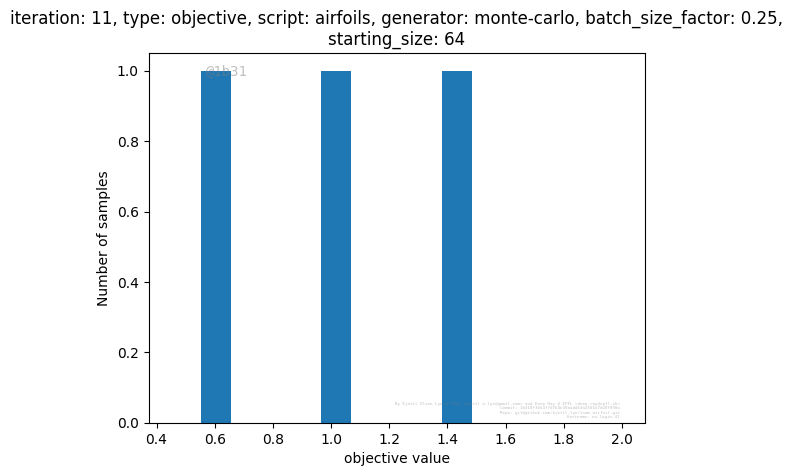 iteration: 11, type: objective, script: airfoils, generator: monte-carlo, batch_size_factor: 0.25,
starting_size: 64
@1b31
1.0
0.8
0.6
0.4
0.2
0.0
Number of samples
0.4 0.6 0.8 1.0 1.2 1.4 1.6 1.8 2.0
objective value